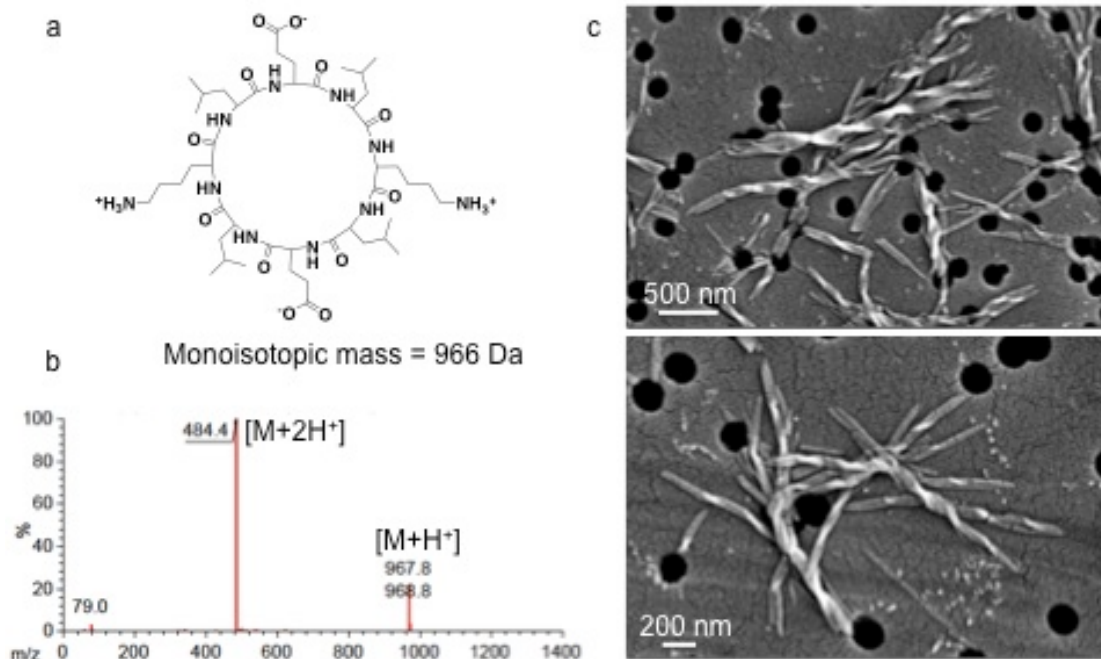 a
O O-
O H O
N NH
HN O
O NH
NH O
+H3N NH3+
HN
O NH HN O
O N O
H
-O O
Monoisotopic mass = 966 Da
b
100
80
60
40
20
0
%
484.4 [M+2H+]
[M+H+]
967.8
968.8
79.0
m/z 0 200 400 600 800 1000 1200 1400
c
500 nm
200 nm